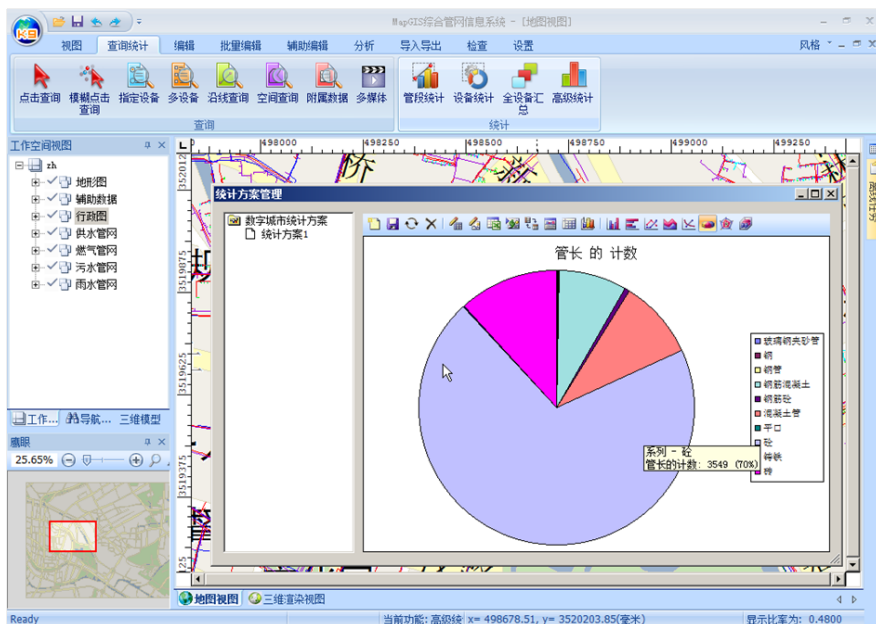 MapGIS综合管网信息系统 - [地图视图]
视图 查询统计 编辑 批量编辑 辅助编辑 分析 导入导出 检查 设置 风格
点击查询 模糊点击查询 指定设备 多设备 沿线查询 空间查询 附属数据 多媒体 管段统计 设备统计 全设备汇总 高级统计
查询 统计
工作空间视图
498000 498250 498500 498750 499000 499250
zh
地形图
辅助数据
行政图
供水管网
燃气管网
污水管网
雨水管网
3519875
3519625
3519375
桥
统计方案管理
数字城市统计方案
统计方案1
管长 的 计数
玻璃钢夹砂管
钢
钢管
钢筋混凝土
钢筋砼
混凝土管
平口
砼
铸铁
砖
系列 - 砼
管长的计数: 3549 (70%)
工作... 导航... 三维模型
鹰眼
25.65%
地图视图 三维渲染视图
Ready 当前功能: 高级统 x= 498678.51, y= 3520203.85(毫米) 显示比率为: 0.4800